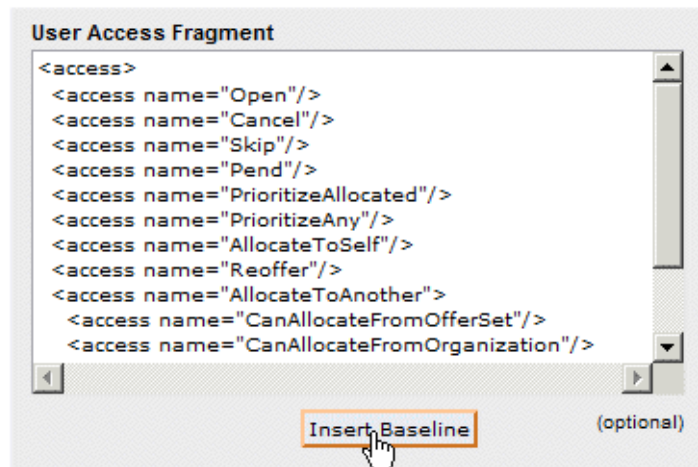 User Access Fragment
<access>
<access name="Open"/>
<access name="Cancel"/>
<access name="Skip"/>
<access name="Pend"/>
<access name="PrioritizeAllocated"/>
<access name="PrioritizeAny"/>
<access name="AllocateToSelf"/>
<access name="Reoffer"/>
<access name="AllocateToAnother">
<access name="CanAllocateFromOfferSet"/>
<access name="CanAllocateFromOrganization"/>
Insert Baseline
(optional)